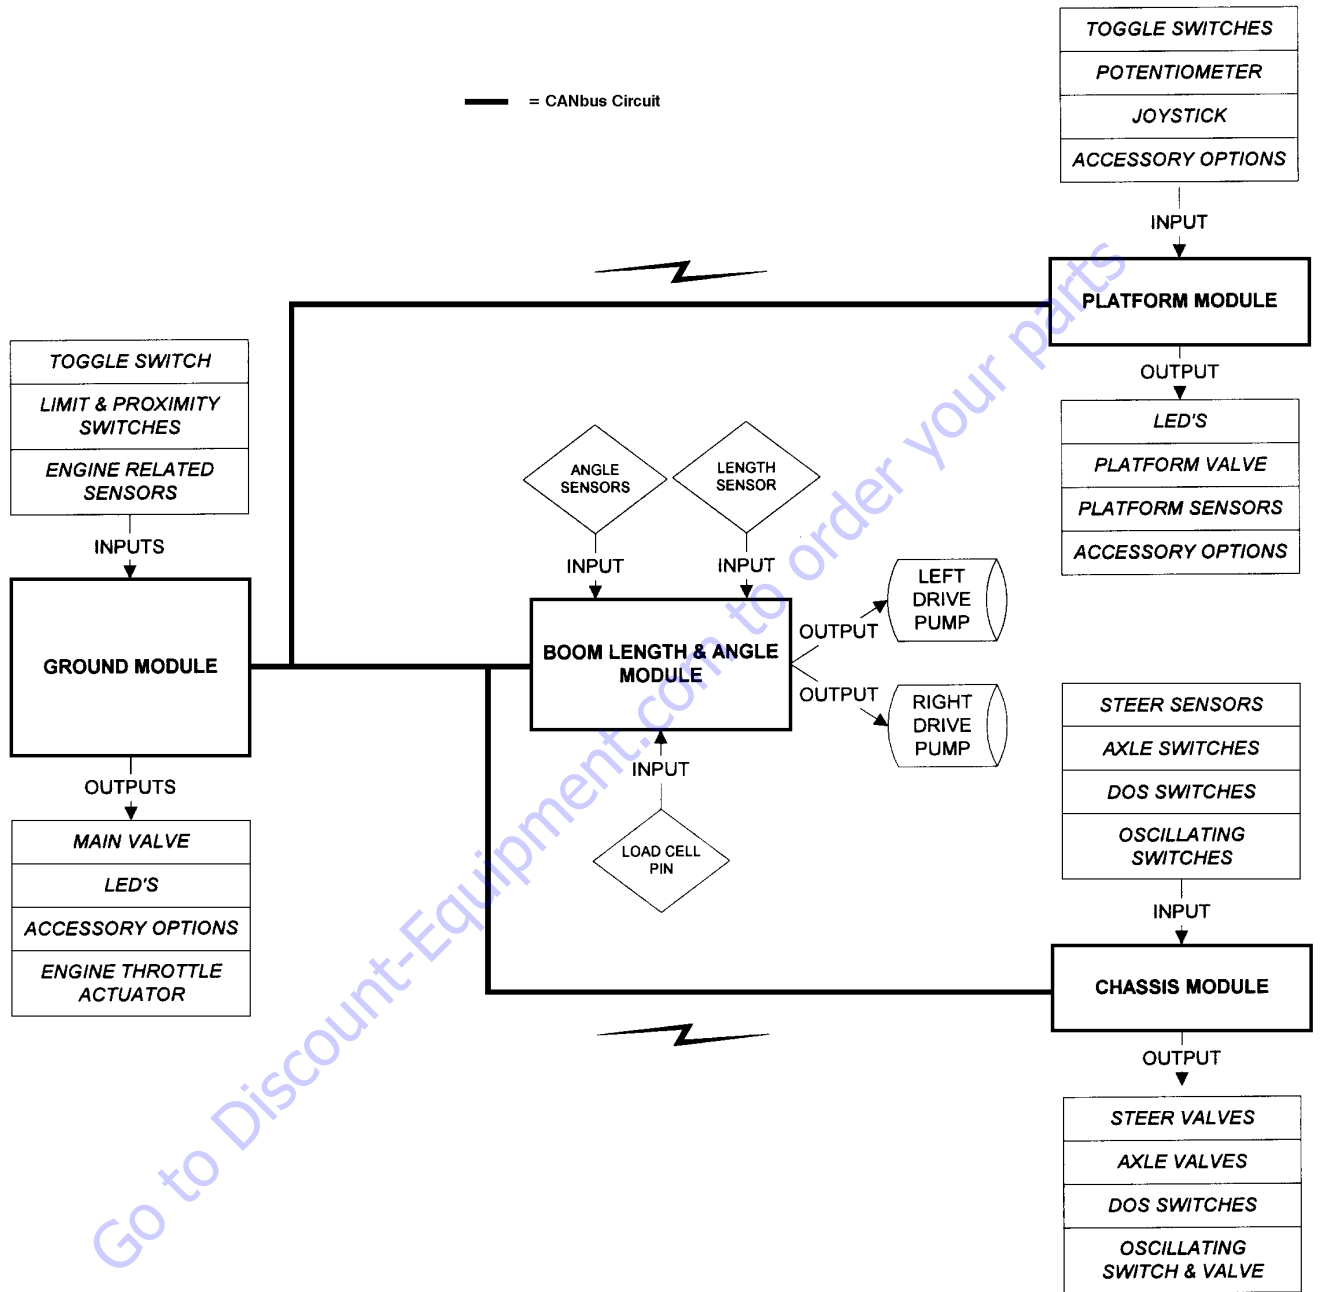 = CANbus Circuit
TOGGLE SWITCHES
POTENTIOMETER
JOYSTICK
ACCESSORY OPTIONS
INPUT
PLATFORM MODULE
OUTPUT
LED'S
PLATFORM VALVE
PLATFORM SENSORS
ACCESSORY OPTIONS
TOGGLE SWITCH
LIMIT & PROXIMITY
SWITCHES
ENGINE RELATED
SENSORS
INPUTS
GROUND MODULE
OUTPUTS
MAIN VALVE
LED'S
ACCESSORY OPTIONS
ENGINE THROTTLE
ACTUATOR
ANGLE
SENSORS
INPUT
LENGTH
SENSOR
INPUT
BOOM LENGTH & ANGLE
MODULE
OUTPUT
LEFT
DRIVE
PUMP
OUTPUT
RIGHT
DRIVE
PUMP
INPUT
LOAD CELL
PIN
STEER SENSORS
AXLE SWITCHES
DOS SWITCHES
OSCILLATING
SWITCHES
INPUT
CHASSIS MODULE
OUTPUT
STEER VALVES
AXLE VALVES
DOS SWITCHES
OSCILLATING
SWITCH & VALVE
Go to Discount-Equipment.com to order your parts